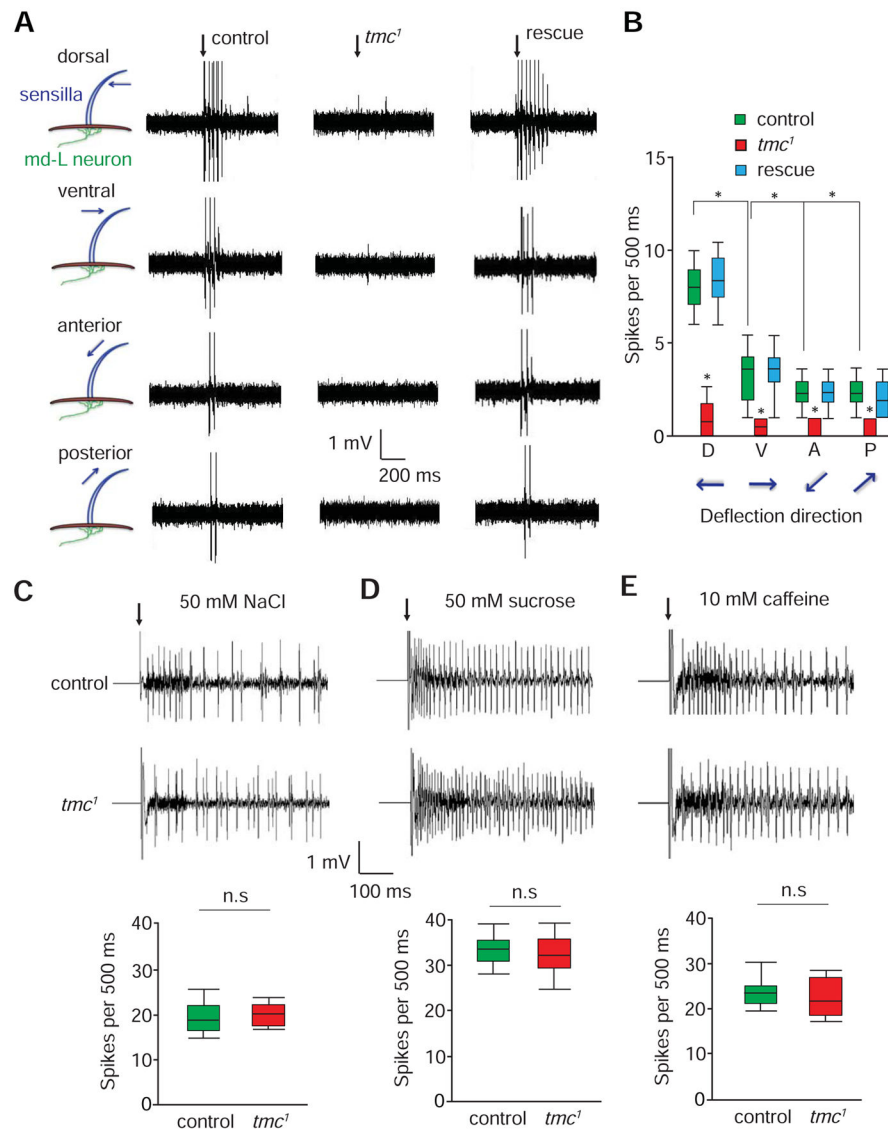 A
dorsal
control
tmc¹
rescue
sensilla
md-L neuron
ventral
anterior
1 mV
200 ms
posterior
B
control
tmc¹
rescue
15
*
*
*
10
Spikes per 500 ms
5
*
*
*
*
0
D
V
A
P
Deflection direction
C
50 mM NaCl
control
tmc¹
1 mV
100 ms
n.s
40
30
20
10
0
Spikes per 500 ms
control
tmc¹
D
50 mM sucrose
n.s
40
30
20
10
0
Spikes per 500 ms
control
tmc¹
E
10 mM caffeine
n.s
40
30
20
10
0
Spikes per 500 ms
control
tmc¹